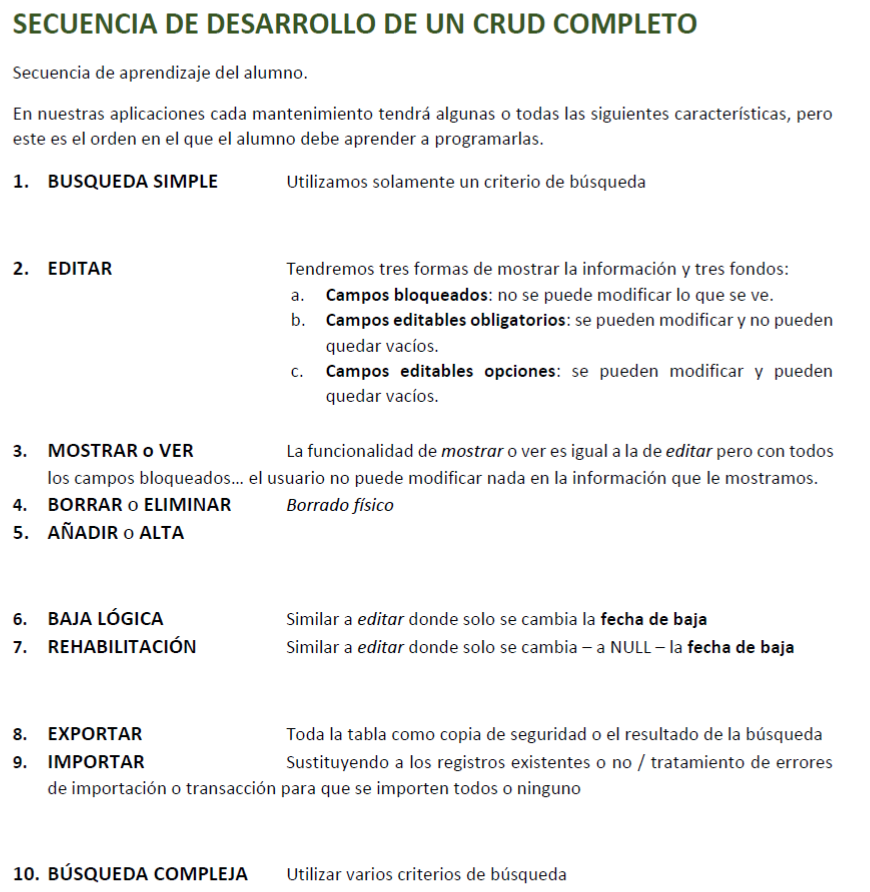 SECUENCIA DE DESARROLLO DE UN CRUD COMPLETO
Secuencia de aprendizaje del alumno.
En nuestras aplicaciones cada mantenimiento tendrá algunas o todas las siguientes características, pero
este es el orden en el que el alumno debe aprender a programarlas.
1. BUSQUEDA SIMPLE Utilizamos solamente un criterio de búsqueda
2. EDITAR Tendremos tres formas de mostrar la información y tres fondos:
a. Campos bloqueados: no se puede modificar lo que se ve.
b. Campos editables obligatorios: se pueden modificar y no pueden
quedar vacíos.
c. Campos editables opciones: se pueden modificar y pueden
quedar vacíos.
3. MOSTRAR o VER La funcionalidad de mostrar o ver es igual a la de editar pero con todos
los campos bloqueados... el usuario no puede modificar nada en la información que le mostramos.
4. BORRAR o ELIMINAR Borrado físico
5. AÑADIR o ALTA
6. BAJA LÓGICA Similar a editar donde solo se cambia la fecha de baja
7. REHABILITACIÓN Similar a editar donde solo se cambia – a NULL – la fecha de baja
8. EXPORTAR Toda la tabla como copia de seguridad o el resultado de la búsqueda
9. IMPORTAR Sustituyendo a los registros existentes o no / tratamiento de errores
de importación o transacción para que se importen todos o ninguno
10. BÚSQUEDA COMPLEJA Utilizar varios criterios de búsqueda